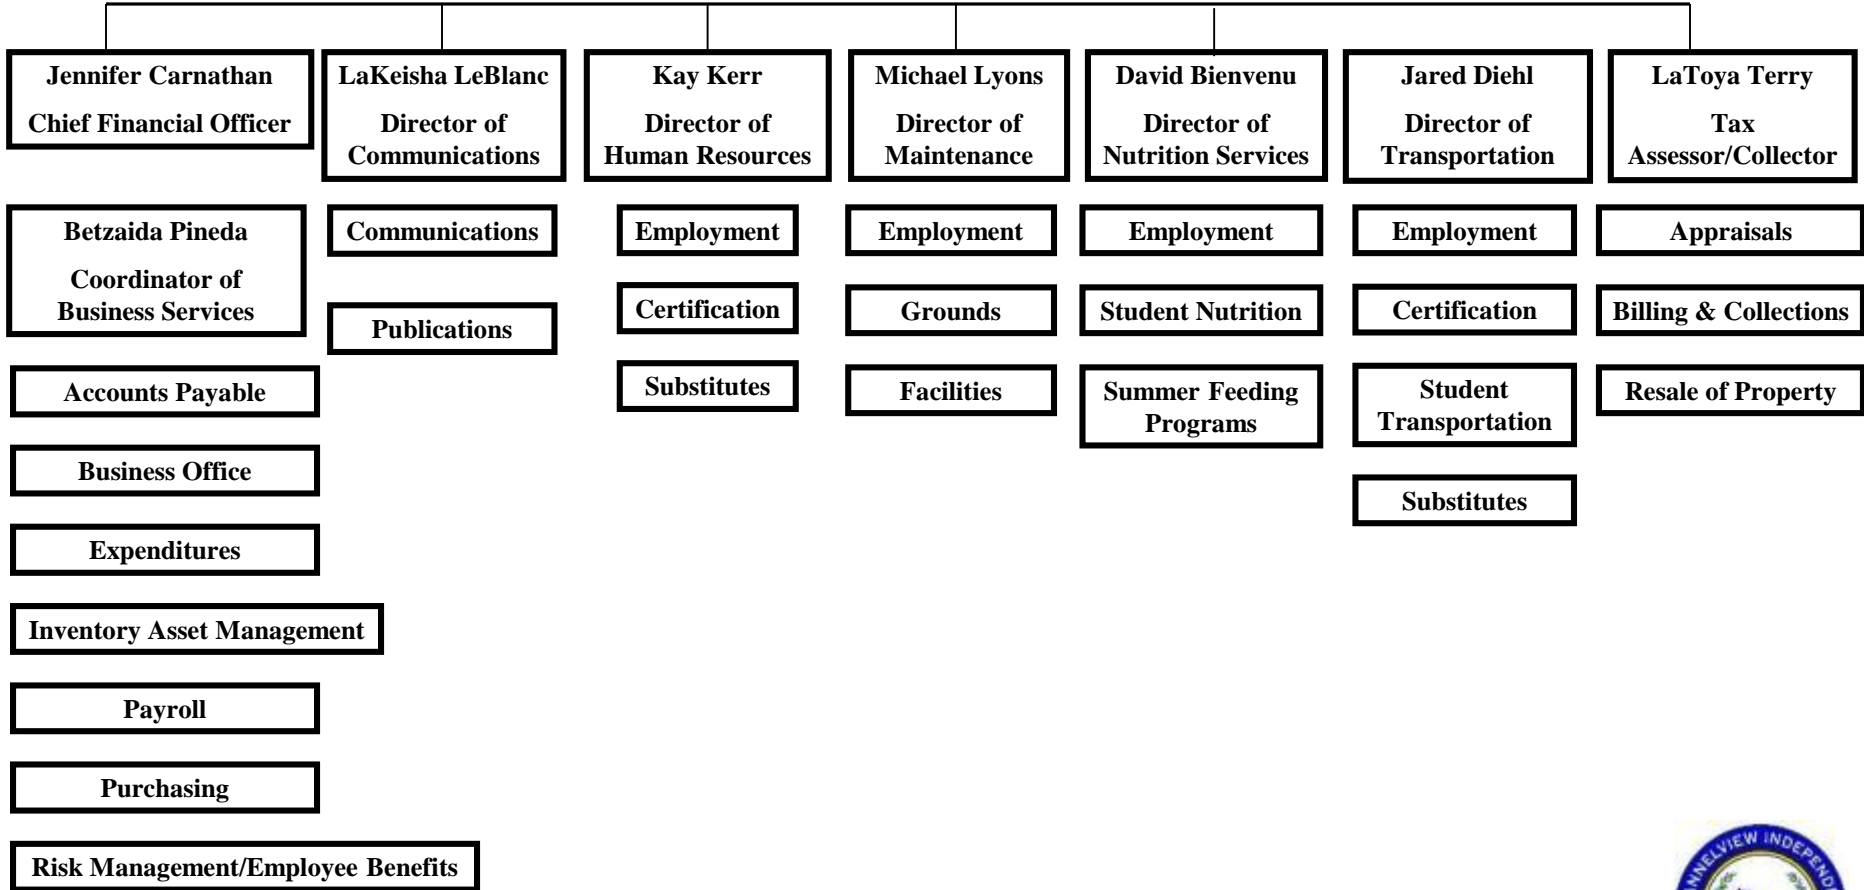 Jennifer Carnathan
Chief Financial Officer
LaKeisha LeBlanc
Director of
Communications
Kay Kerr
Director of
Human Resources
Michael Lyons
Director of
Maintenance
David Bienvenu
Director of
Nutrition Services
Jared Diehl
Director of
Transportation
LaToya Terry
Tax
Assessor/Collector
Betzaida Pineda
Coordinator of
Business Services
Accounts Payable
Business Office
Expenditures
Inventory Asset Management
Payroll
Purchasing
Risk Management/Employee Benefits
Communications
Publications
Employment
Certification
Substitutes
Employment
Grounds
Facilities
Employment
Student Nutrition
Summer Feeding
Programs
Employment
Certification
Student
Transportation
Substitutes
Appraisals
Billing & Collections
Resale of Property